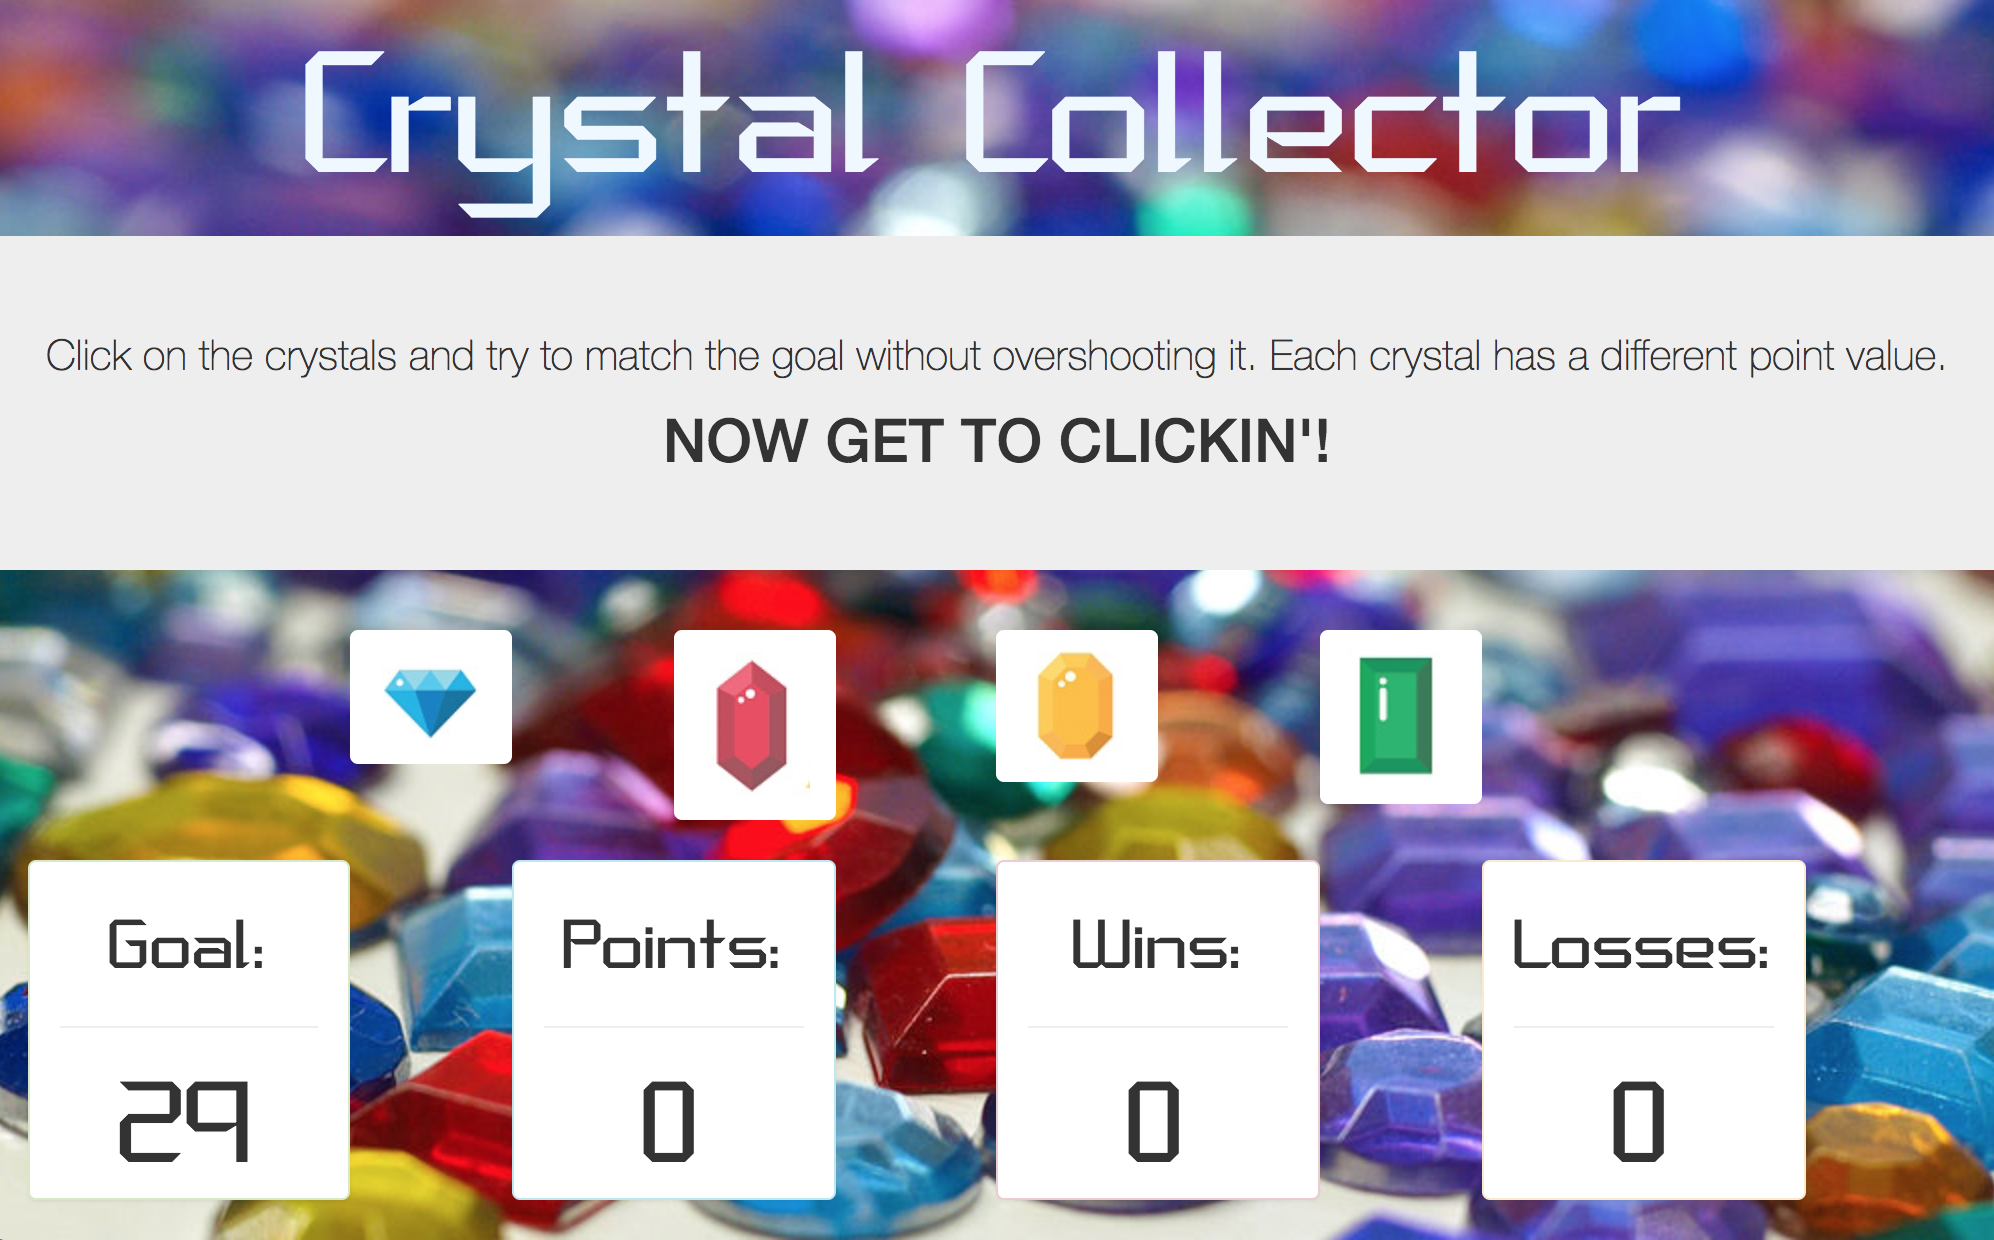 Crystal Collector
Click on the crystals and try to match the goal without overshooting it. Each crystal has a different point value.
NOW GET TO CLICKIN'!
Goal:
29
Points:
0
Wins:
0
Losses:
0